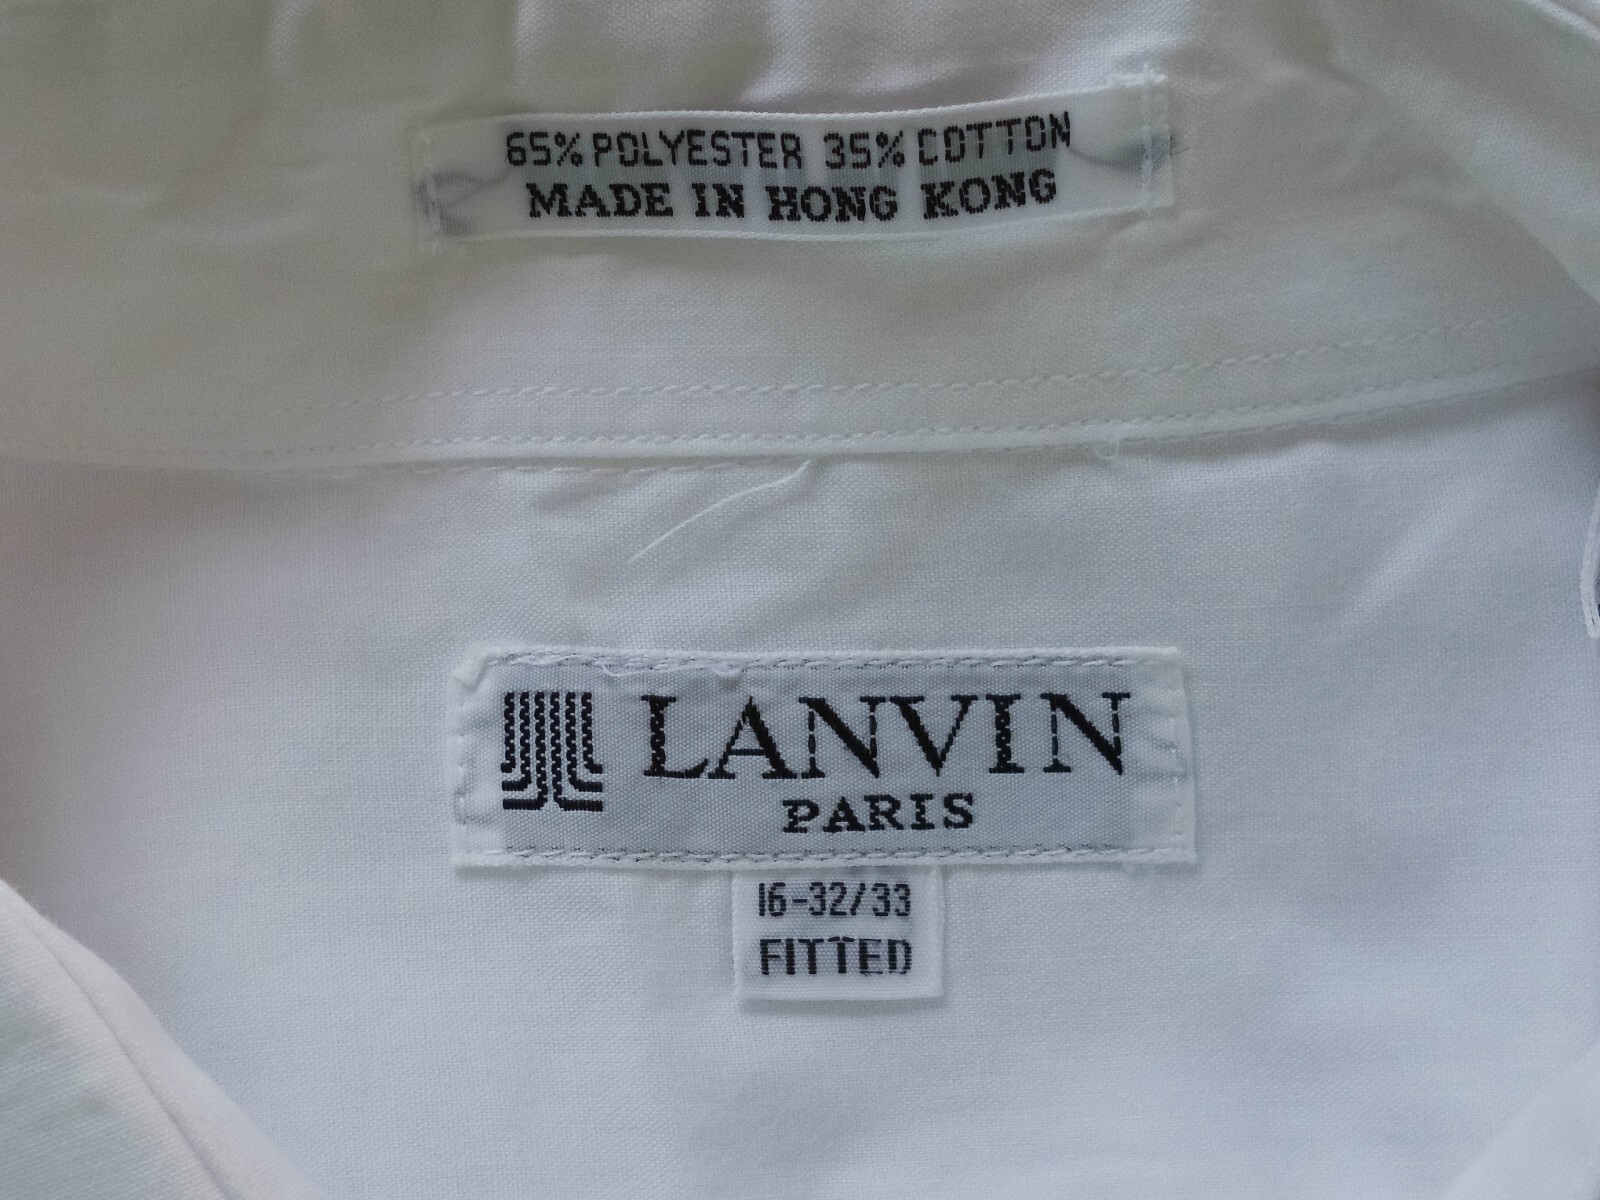 65% POLYESTER 35% COTTON
MADE IN HONG KONG
LANVIN
PARIS
16-32/33
FITTED